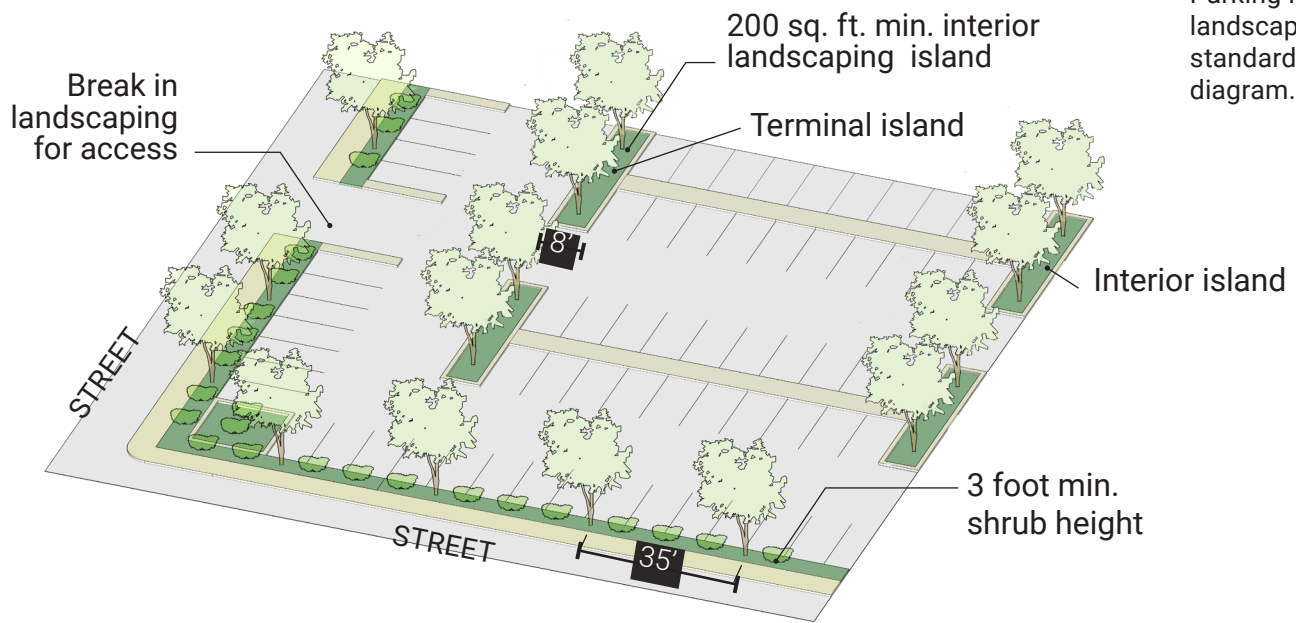 landscap
standard
diagram.
200 sq. ft. min. interior
landscaping island
Break in
landscaping
for access
Terminal island
8’
Interior island
STREET
3 foot min.
shrub height
STREET
35’